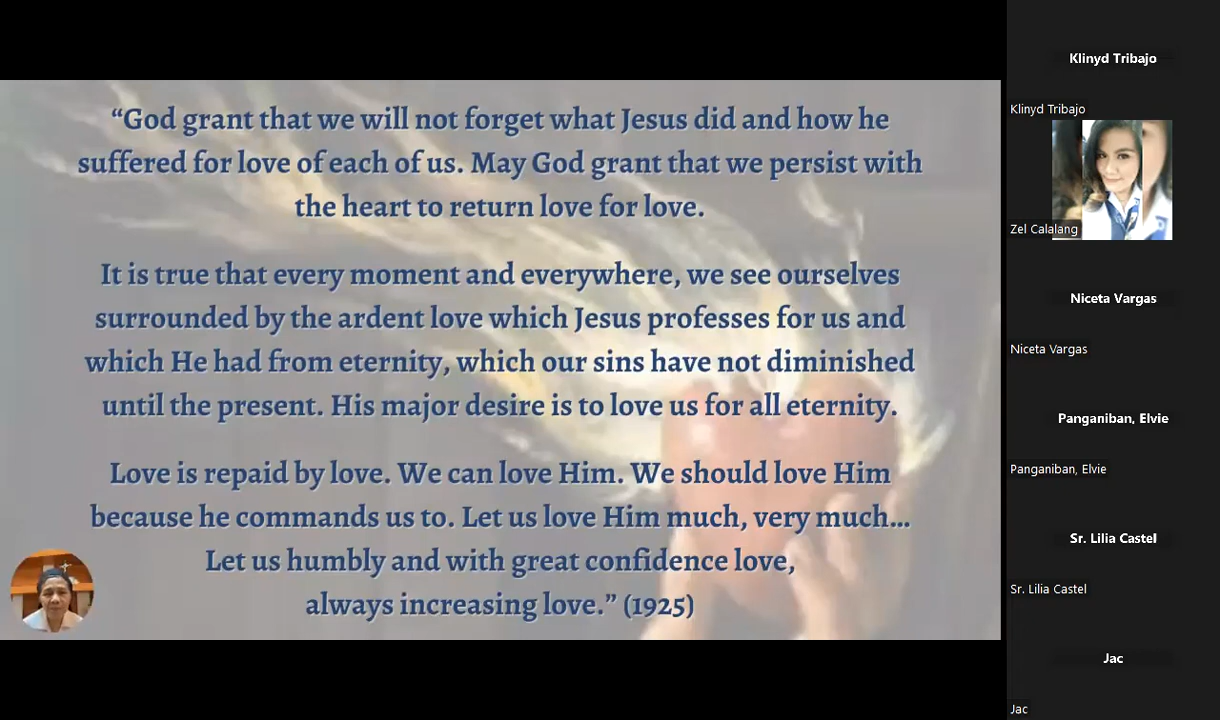 “God grant that we will not forget what Jesus did and how he
suffered for love of each of us. May God grant that we persist with
the heart to return love for love.
It is true that every moment and everywhere, we see ourselves
surrounded by the ardent love which Jesus professes for us and
which He had from eternity, which our sins have not diminished
until the present. His major desire is to love us for all eternity.
Love is repaid by love. We can love Him. We should love Him
because he commands us to. Let us love Him much, very much...
Let us humbly and with great confidence love,
always increasing love.” (1925)
Klinyd Tribajo
Klinyd Tribajo
Zel Calalang
Niceta Vargas
Niceta Vargas
Panganiban, Elvie
Panganiban, Elvie
Sr. Lilia Castel
Sr. Lilia Castel
Jac
Jac